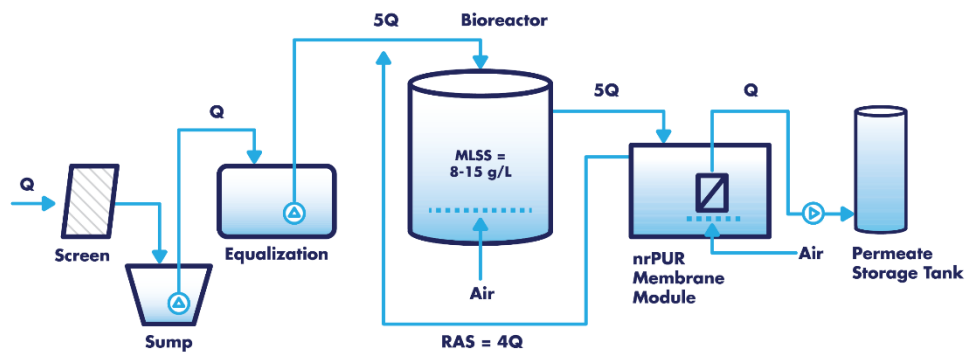 5Q
Bioreactor
Q
5Q
Q
MLSS =
8-15 g/L
Q
Screen
Equalization
Air
nrPUR
Membrane
Module
Air
Permeate
Storage Tank
Sump
RAS = 4Q